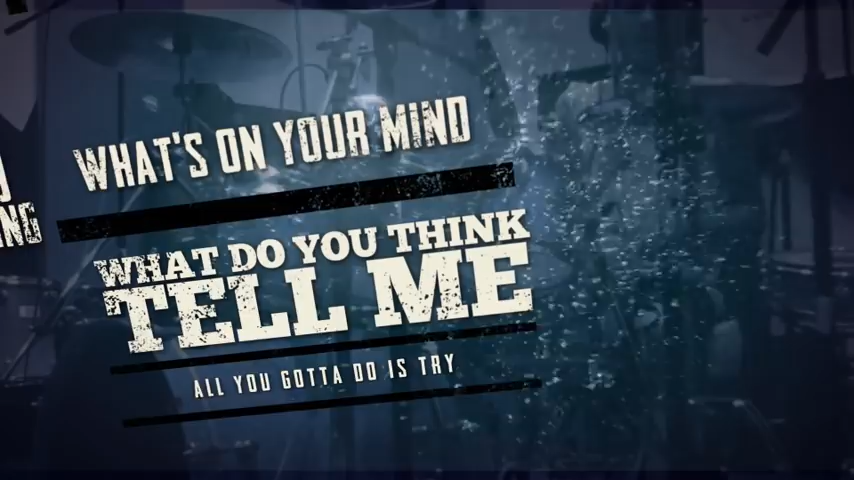 WHAT'S ON YOUR MIND
WHAT DO YOU THINK
TELL ME
ALL YOU GOTTA DO IS TRY